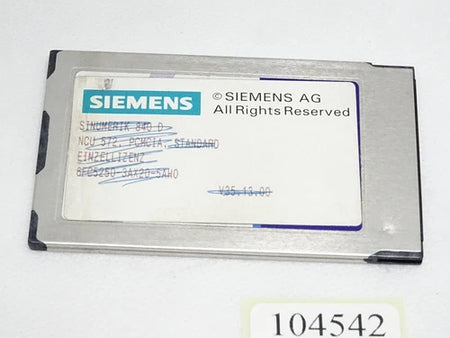 SIEMENS
© SIEMENS AG
All Rights Reserved
SINUMERIK 840 D
NCU 572, PCMCIA, STANDARD
EINZELLIZENZ
6FC5250-3AX20-5AH0
V35.13.00
104542